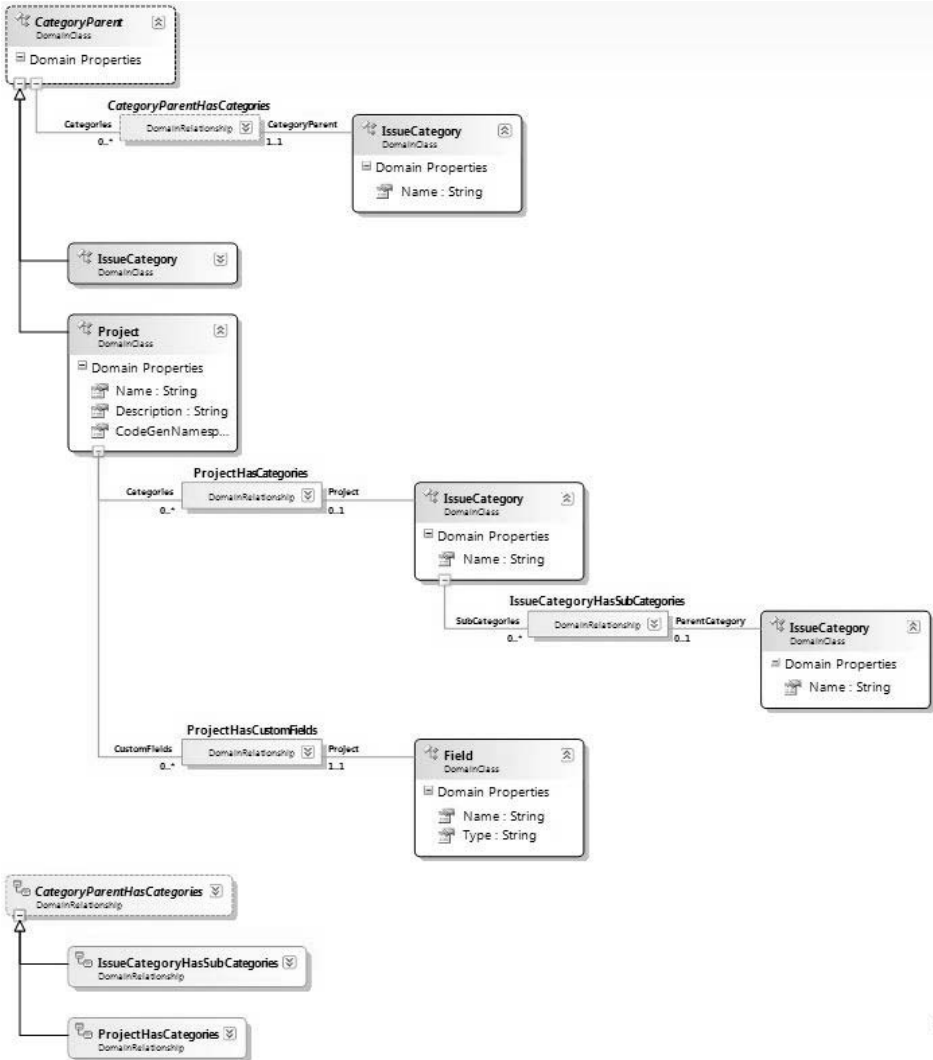 CategoryParent
DomainClass
Domain Properties
CategoryParentHasCategories
Categories
DomainRelationship
CategoryParent
0..*
1..1
IssueCategory
DomainClass
Domain Properties
Name : String
IssueCategory
DomainClass
Project
DomainClass
Domain Properties
Name : String
Description : String
CodeGenNamesp...
ProjectHasCategories
Categories
DomainRelationship
Project
0..*
0..1
IssueCategory
DomainClass
Domain Properties
Name : String
IssueCategoryHasSubCategories
SubCategories
DomainRelationship
ParentCategory
0..*
0..1
IssueCategory
DomainClass
Domain Properties
Name : String
ProjectHasCustomFields
CustomFields
DomainRelationship
Project
0..*
1..1
Field
DomainClass
Domain Properties
Name : String
Type : String
CategoryParentHasCategories
DomainRelationship
IssueCategoryHasSubCategories
DomainRelationship
ProjectHasCategories
DomainRelationship